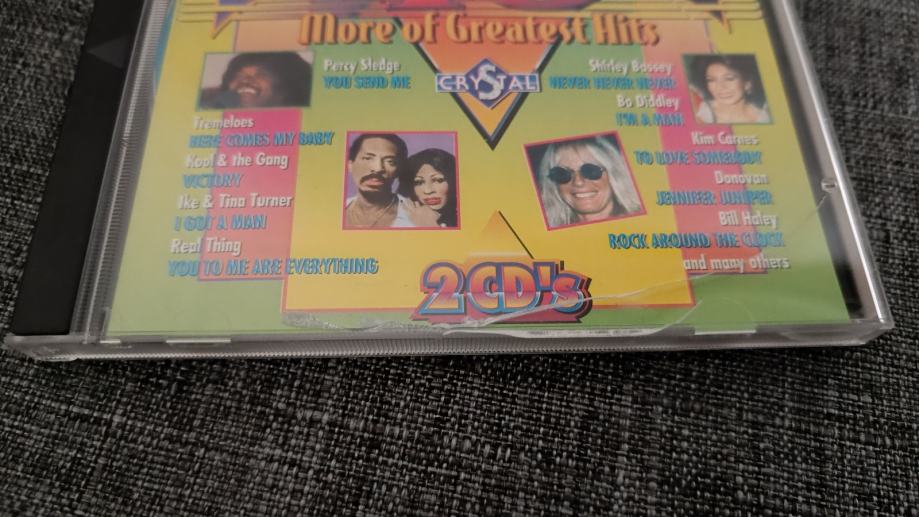 More of Greatest Hits
Percy Sledge
YOU SEND ME
CRYSTAL
Shirley Bassey
NEVER NEVER NEVER
Bo Diddley
I'M A MAN
Tremeloes
HERE COMES MY BABY
Kool & the Gang
VICTORY
Ike & Tina Turner
I GOT A MAN
Real Thing
YOU TO ME ARE EVERYTHING
Kim Carnes
TO LOVE SOMEBODY
Donovan
JENNIFER JUNIPER
Bill Haley
ROCK AROUND THE CLOCK
and many others
2 CD's